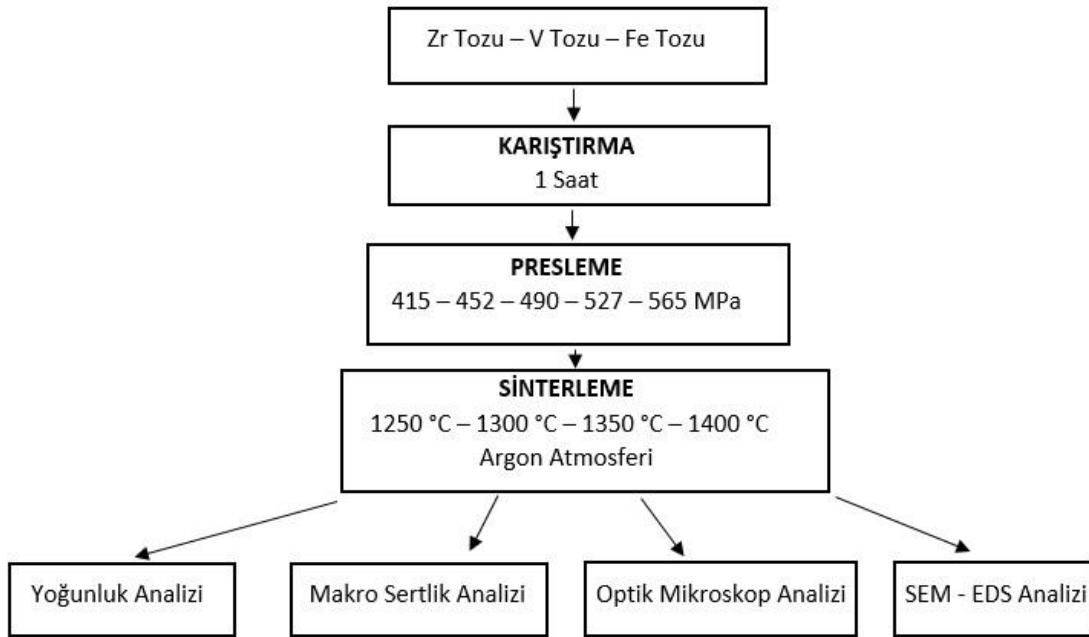 Zr Tozu – V Tozu – Fe Tozu
KARIŞTIRMA
1 Saat
PRESLEME
415 – 452 – 490 – 527 – 565 MPa
SİNTERLEME
1250 °C – 1300 °C – 1350 °C – 1400 °C
Argon Atmosferi
Yoğunluk Analizi
Makro Sertlik Analizi
Optik Mikroskop Analizi
SEM - EDS Analizi